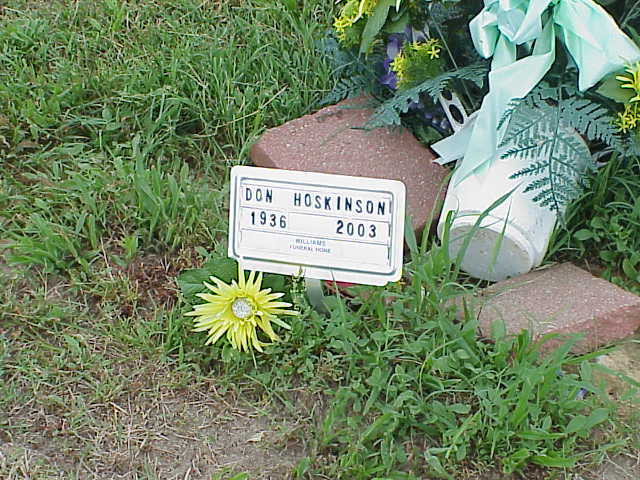 DON HOSKINSON
1936 2003
WILLIAMS
FUNERAL HOME